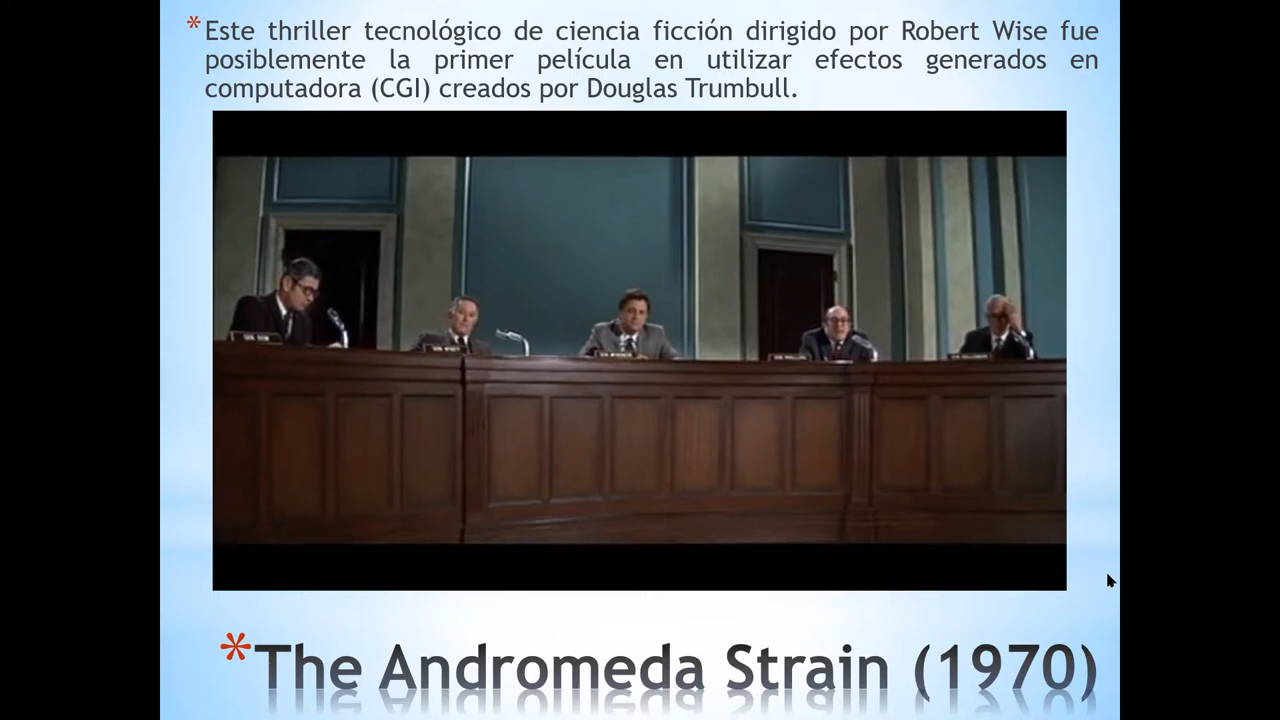 *Este thriller tecnológico de ciencia ficción dirigido por Robert Wise fue
posiblemente la primer película en utilizar efectos generados en
computadora (CGI) creados por Douglas Trumbull.
*The Andromeda Strain (1970)